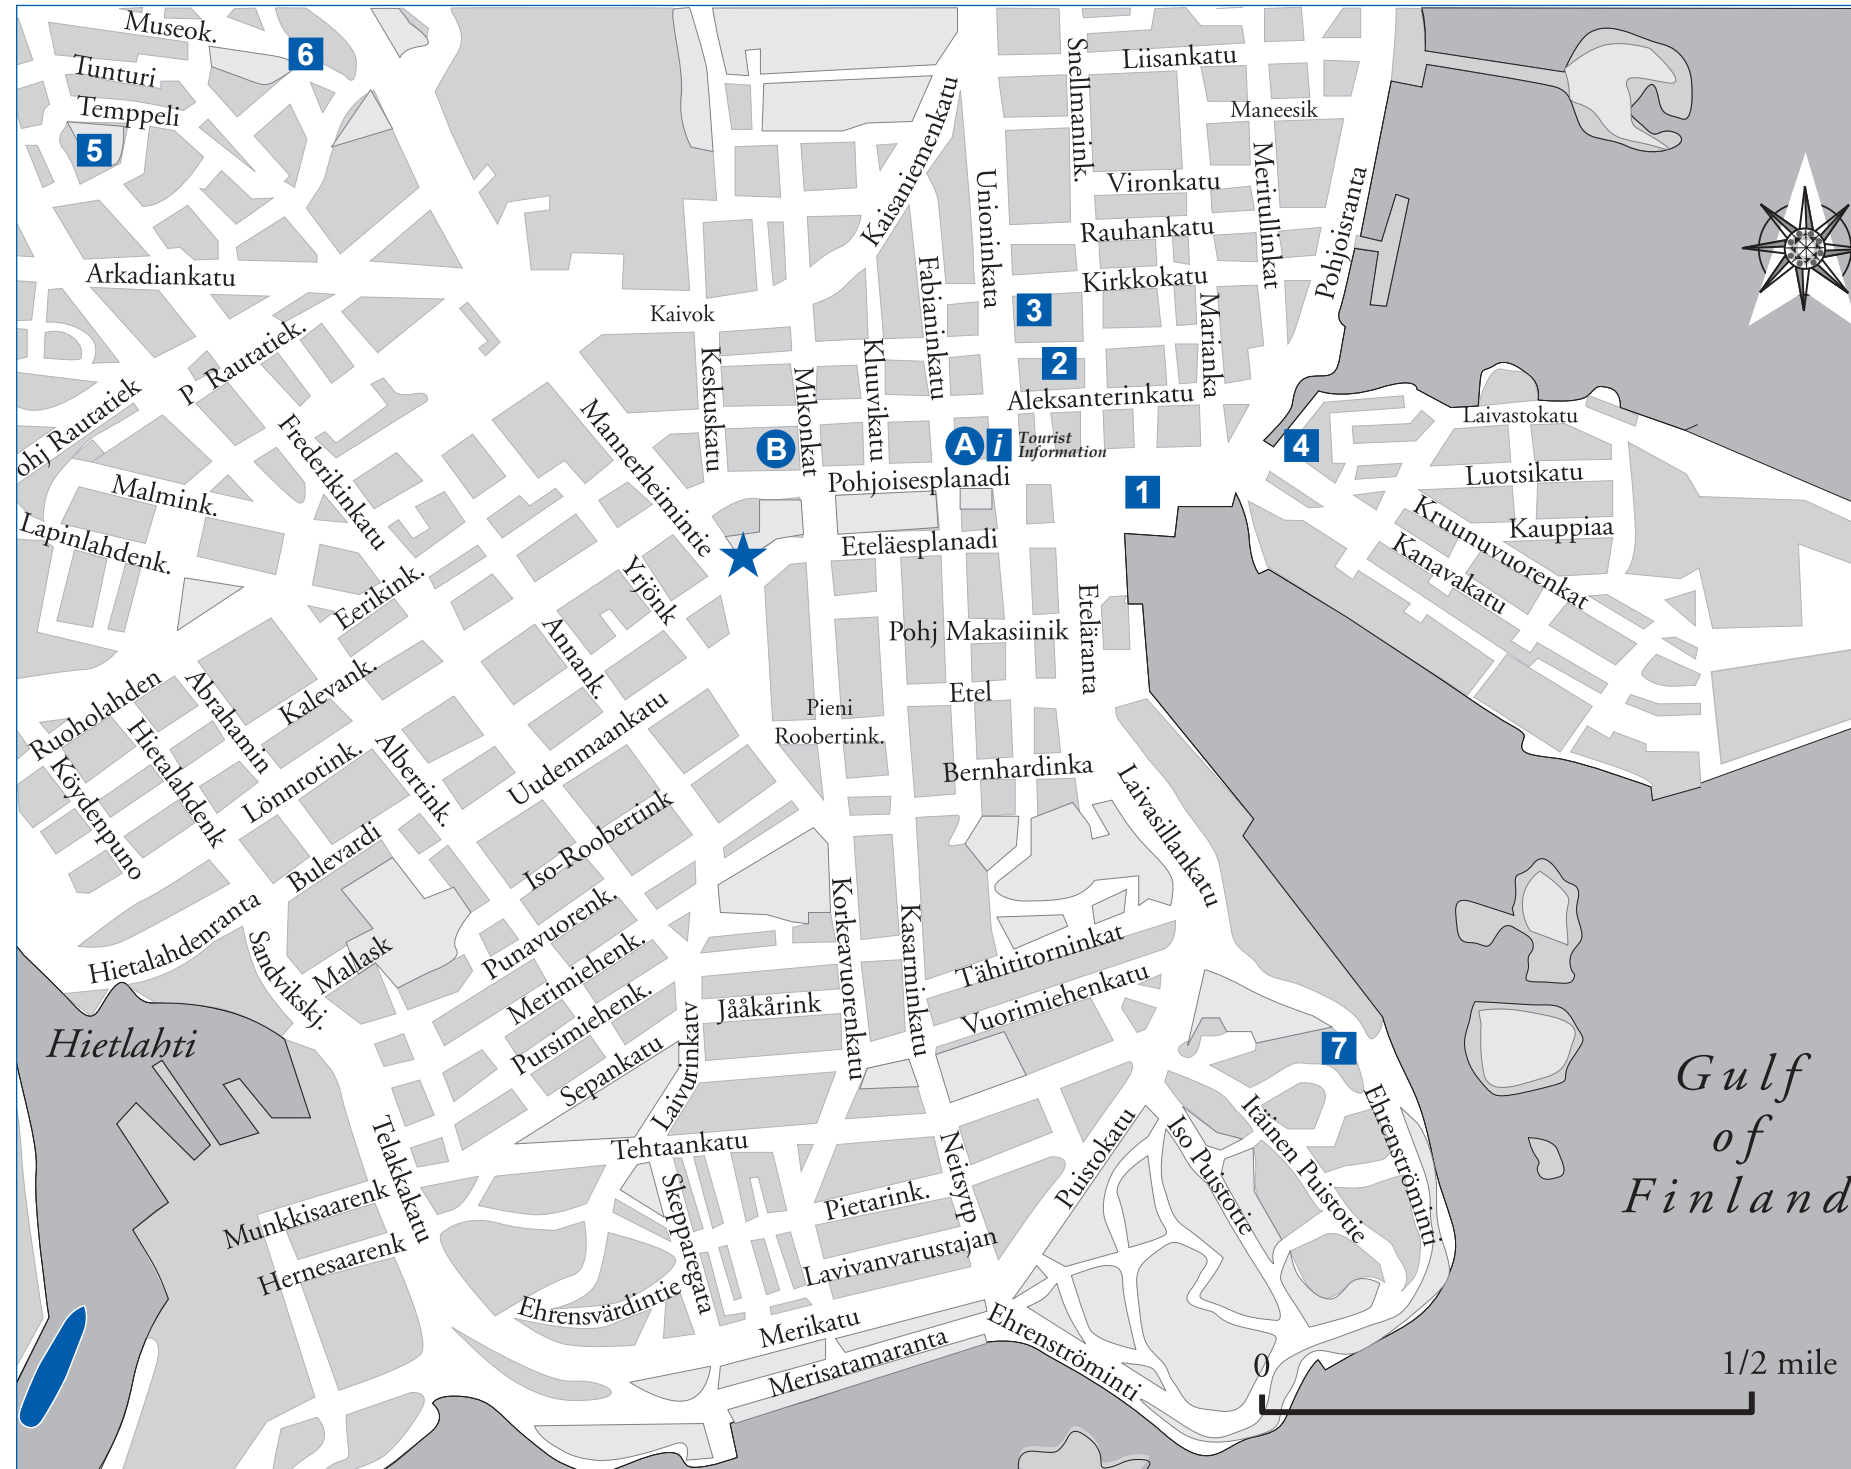 Museok.
6
Tunturi
Temppeli
5
Arkadiankatu
P. Rautatiek.
ohj Rautatiek
Malmink.
Lapinlahdenk.
Frederikinkatu
Eerikink.
Kaivok
Keskuskatu
Mikonkat
Kluuvikatu
Fabianinkatu
Kaisaniemenkatu
Unioninkata
Snellmanink.
Liisankatu
Maneesik
Vironkatu
Rauhankatu
Kirkkokatu
Meritullinkat
Marianka
Pohjoisranta
3
2
Aleksanterinkatu
B
A
i
Tourist
Information
1
4
Laivastokatu
Luotsikatu
Kauppiaa
Kruunuvuorenkat
Kanavakatu
Pohjoisesplanadi
Eteläesplanadi
Mannerheimintie
Yrjönk
Annank.
Pohj Makasiinik
Eteläranta
Etel
Pieni
Roobertink.
Bernhardinka
Laivasillankatu
Ruoholahden
Abrahamin
Kalevank.
Hietalahdenk
Köydenpuno
Lönnrotink.
Albertink.
Uudenmaankatu
Bulevardi
Iso-Roobertink
Hietalahdenranta
Sandvikskj.
Mallask
Punavuorenk.
Merimiehenk.
Pursimiehenk.
Sepankatu
Laivurinkatv
Jääkårink
Korkeavuorenkatu
Kasarminkatu
Tähititorninkat
Vuorimiehenkatu
7
Hietlahti
Telakkakatu
Munkkisaarenk
Hernesaarenk
Tehtaankatu
Skepparegata
Ehrensvärdintie
Neitsytp
Pietarink.
Lavivanvarustajan
Merikatu
Merisatamaranta
Ehrenströminti
Puistokatu
Iso Puistotie
Itäinen Puistotie
Ehrenströminti
Gulf
of
Finland
0
1/2 mile